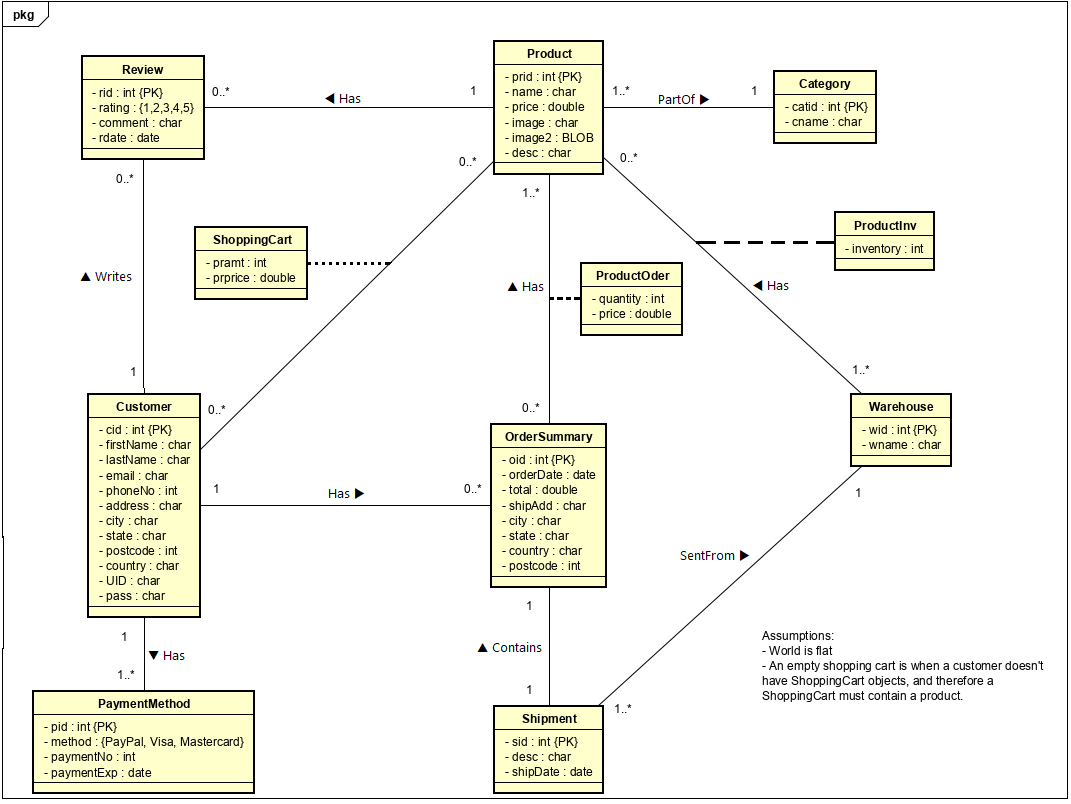 pkg
Review
- rid : int {PK}
- rating : {1,2,3,4,5}
- comment : char
- rdate : date
0..*
◀ Has
1
Product
- prid : int {PK}
- name : char
- price : double
- image : char
- image2 : BLOB
- desc : char
1..*
PartOf ▶
1
Category
- catid : int {PK}
- cname : char
0..*
0..*
0..*
1..*
ShoppingCart
- pramt : int
- prprice : double
ProductInv
- inventory : int
▲ Writes
▲ Has
ProductOder
- quantity : int
- price : double
◀ Has
1
0..*
0..*
1..*
Customer
- cid : int {PK}
- firstName : char
- lastName : char
- email : char
- phoneNo : int
- address : char
- city : char
- state : char
- postcode : int
- country : char
- UID : char
- pass : char
1
Has ▶
0..*
OrderSummary
- oid : int {PK}
- orderDate : date
- total : double
- shipAdd : char
- city : char
- state : char
- country : char
- postcode : int
Warehouse
- wid : int {PK}
- wname : char
1
SentFrom ▶
1
▼ Has
1..*
1
▲ Contains
1
1..*
Assumptions:
- World is flat
- An empty shopping cart is when a customer doesn't
have ShoppingCart objects, and therefore a
ShoppingCart must contain a product.
PaymentMethod
- pid : int {PK}
- method : {PayPal, Visa, Mastercard}
- paymentNo : int
- paymentExp : date
Shipment
- sid : int {PK}
- desc : char
- shipDate : date